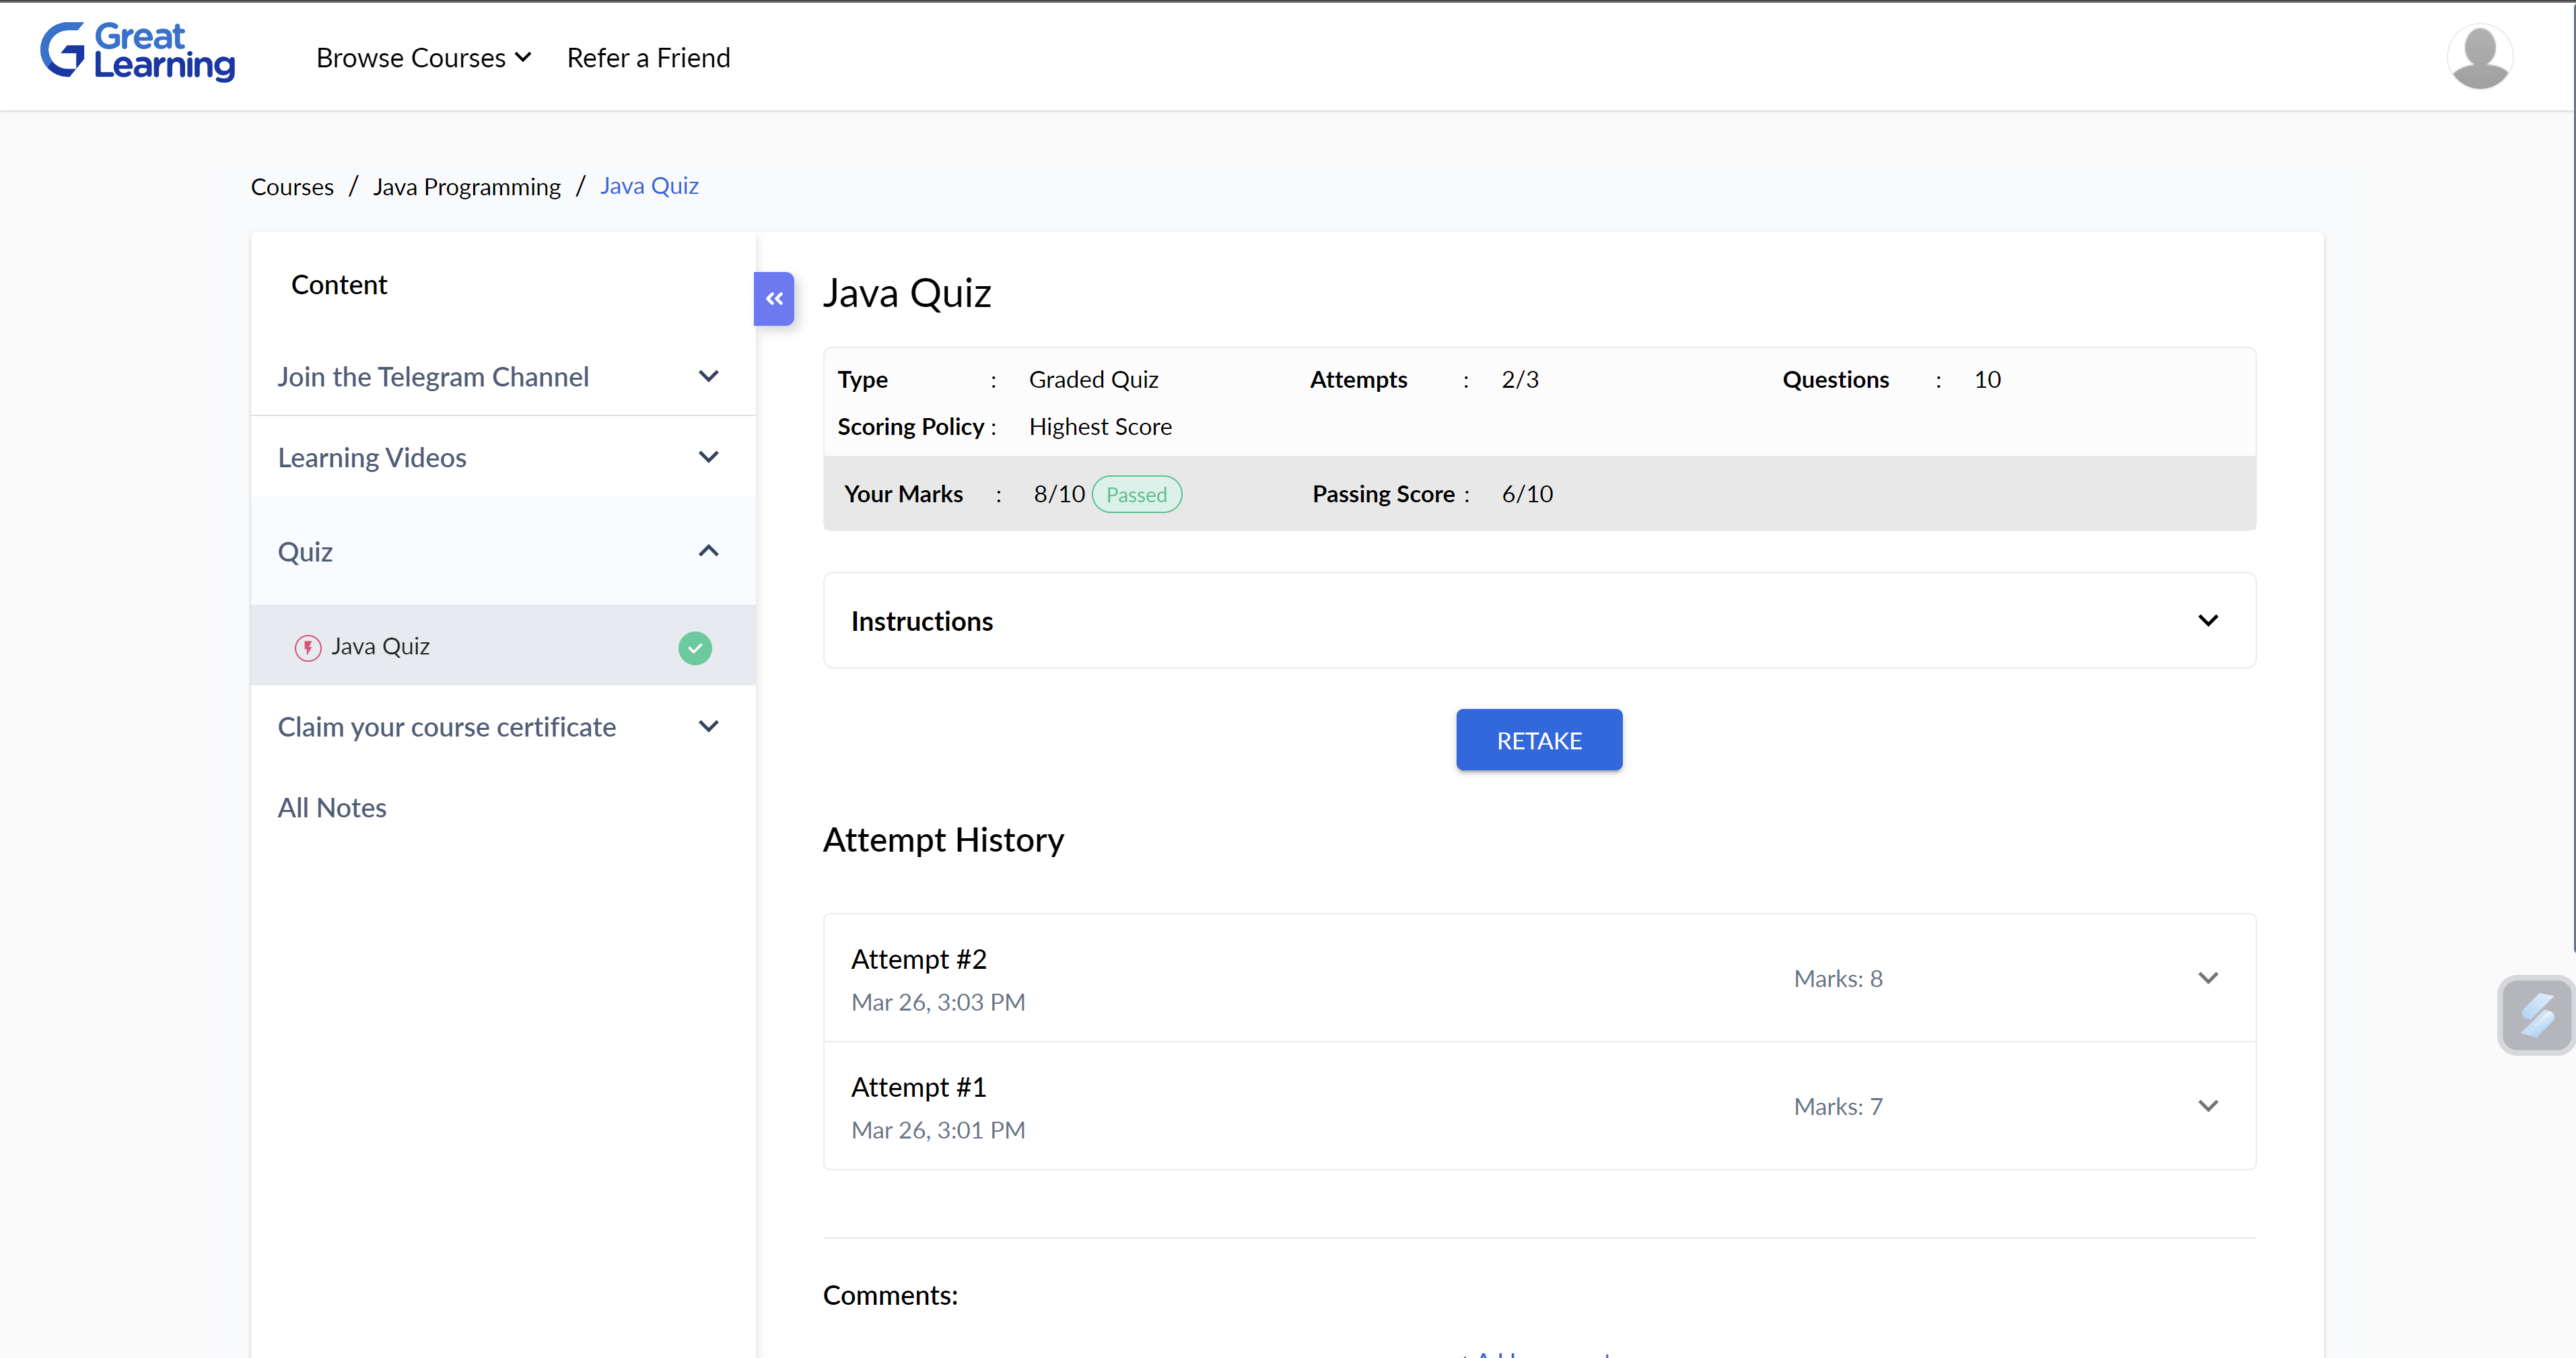 Great
Learning
Browse Courses
Refer a Friend
Courses / Java Programming / Java Quiz
Content
Join the Telegram Channel
Learning Videos
Quiz
Java Quiz
Claim your course certificate
All Notes
Java Quiz
Type : Graded Quiz Attempts : 2/3 Questions : 10
Scoring Policy : Highest Score
Your Marks : 8/10 Passed Passing Score : 6/10
Instructions
RETAKE
Attempt History
Attempt #2
Mar 26, 3:03 PM
Marks: 8
Attempt #1
Mar 26, 3:01 PM
Marks: 7
Comments: